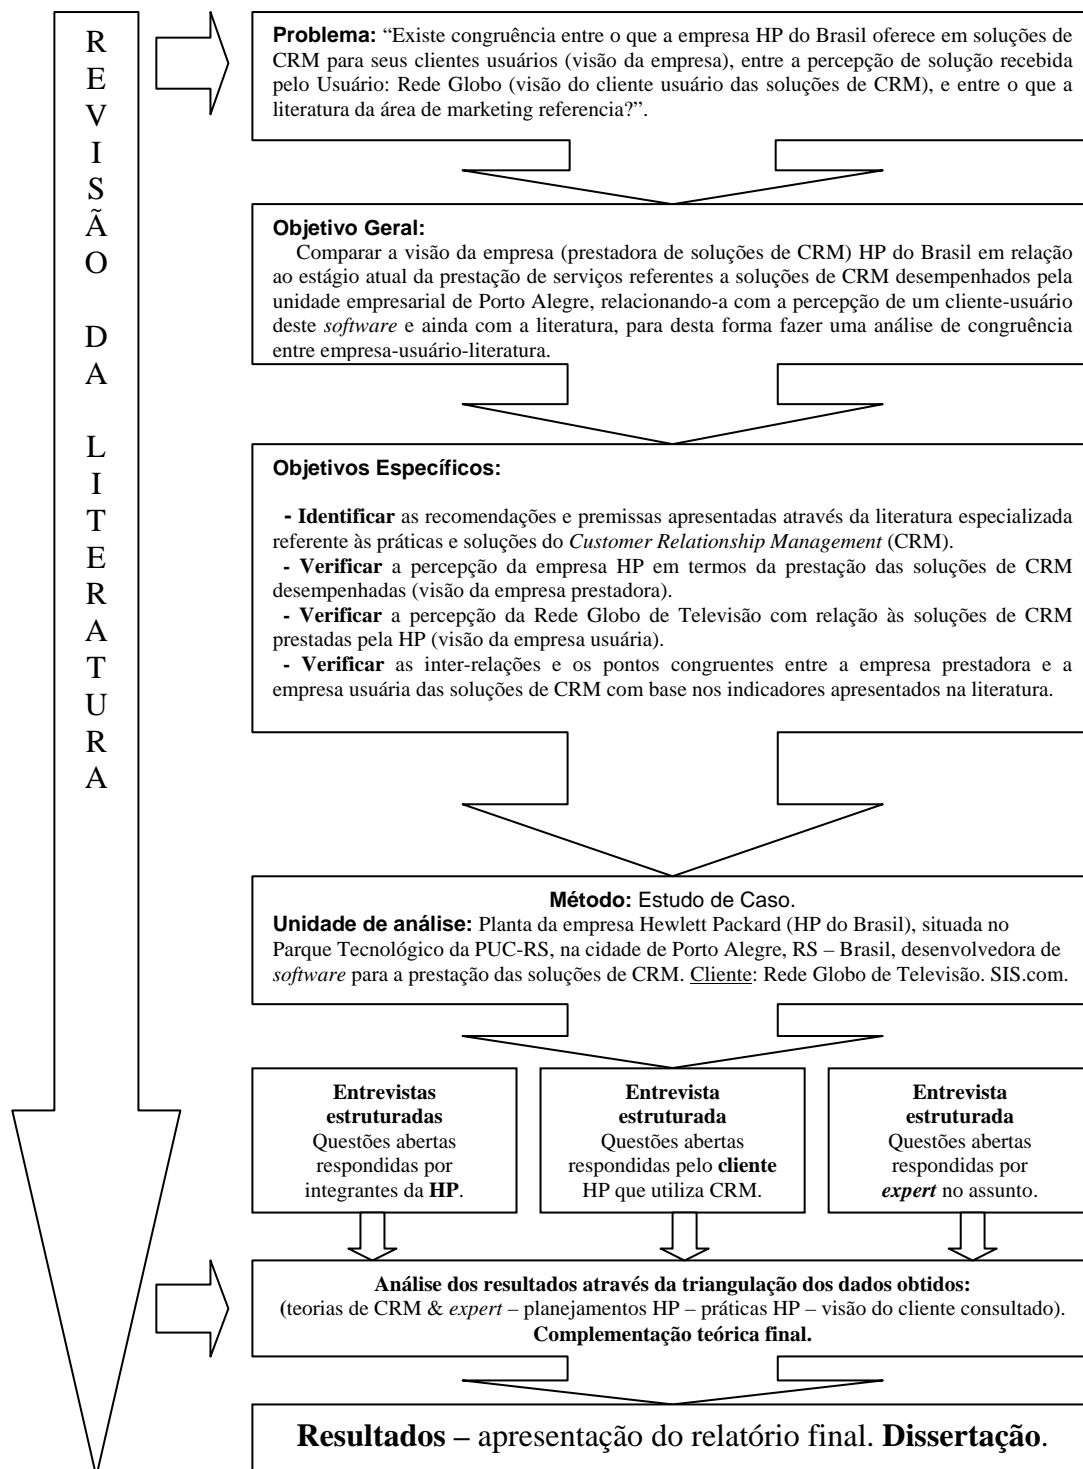 REVISÃO DA LITERATURA
Problema: “Existe congruência entre o que a empresa HP do Brasil oferece em soluções de
CRM para seus clientes usuários (visão da empresa), entre a percepção de solução recebida
pelo Usuário: Rede Globo (visão do cliente usuário das soluções de CRM), e entre o que a
literatura da área de marketing referencia?”.
Objetivo Geral:
Comparar a visão da empresa (prestadora de soluções de CRM) HP do Brasil em relação
ao estágio atual da prestação de serviços referentes a soluções de CRM desempenhados pela
unidade empresarial de Porto Alegre, relacionando-a com a percepção de um cliente-usuário
deste software e ainda com a literatura, para desta forma fazer uma análise de congruência
entre empresa-usuário-literatura.
Objetivos Específicos:
- Identificar as recomendações e premissas apresentadas através da literatura especializada
referente às práticas e soluções do Customer Relationship Management (CRM).
- Verificar a percepção da empresa HP em termos da prestação das soluções de CRM
desempenhadas (visão da empresa prestadora).
- Verificar a percepção da Rede Globo de Televisão com relação às soluções de CRM
prestadas pela HP (visão da empresa usuária).
- Verificar as inter-relações e os pontos congruentes entre a empresa prestadora e a
empresa usuária das soluções de CRM com base nos indicadores apresentados na literatura.
Método: Estudo de Caso.
Unidade de análise: Planta da empresa Hewlett Packard (HP do Brasil), situada no
Parque Tecnológico da PUC-RS, na cidade de Porto Alegre, RS – Brasil, desenvolvedora de
software para a prestação das soluções de CRM. Cliente: Rede Globo de Televisão. SIS.com.
Entrevistas
estruturadas
Questões abertas
respondidas por
integrantes da HP.
Entrevista
estruturada
Questões abertas
respondidas pelo cliente
HP que utiliza CRM.
Entrevista
estruturada
Questões abertas
respondidas por
expert no assunto.
Análise dos resultados através da triangulação dos dados obtidos:
(teorias de CRM & expert – planejamentos HP – práticas HP – visão do cliente consultado).
Complementação teórica final.
Resultados – apresentação do relatório final. Dissertação.